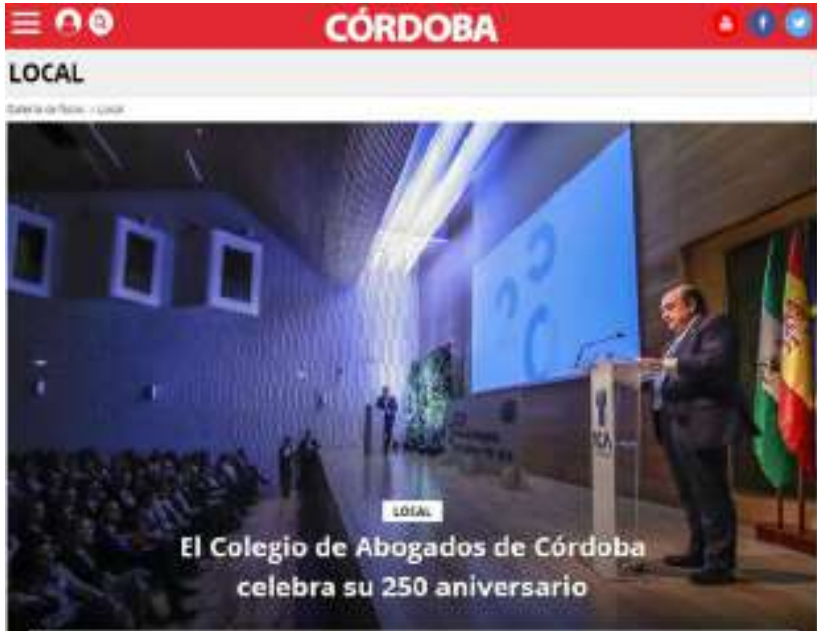 CÓRDOBA
LOCAL
LOCAL
El Colegio de Abogados de Córdoba
celebra su 250 aniversario